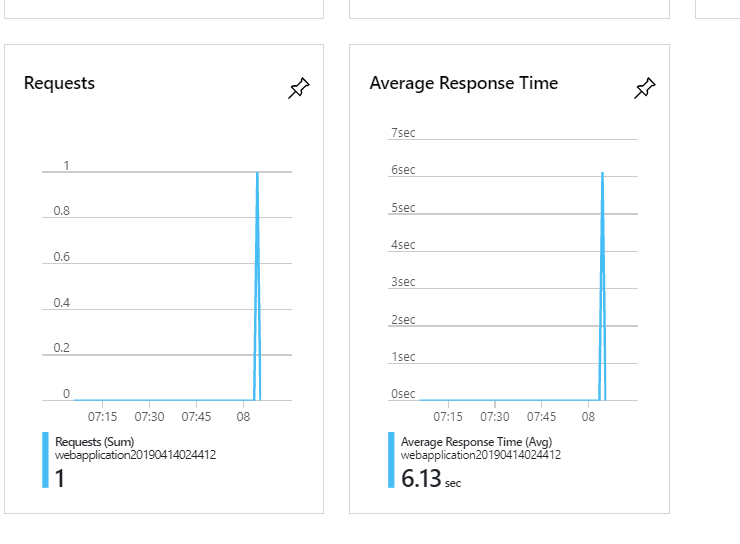 Requests
1
0.8
0.6
0.4
0.2
0
07:15 07:30 07:45 08
Requests (Sum)
webapplication20190414024412
1
Average Response Time
7sec
6sec
5sec
4sec
3sec
2sec
1sec
0sec
07:15 07:30 07:45 08
Average Response Time (Avg)
webapplication20190414024412
6.13 sec